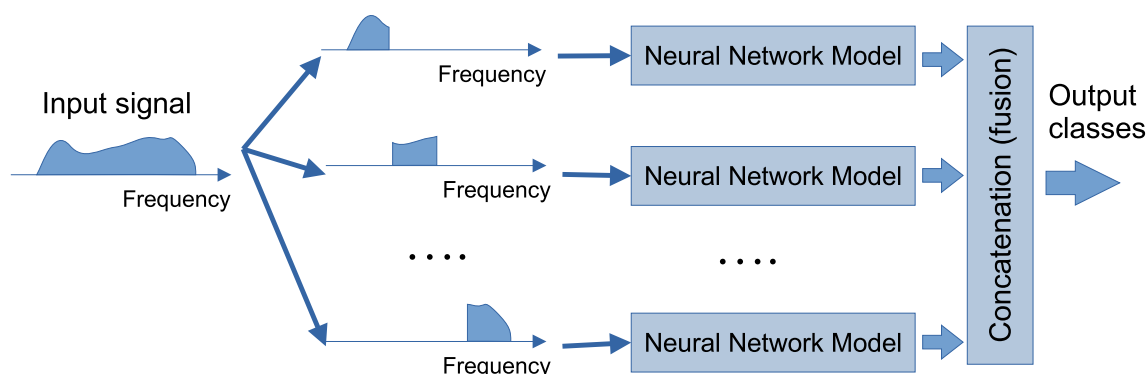 Input signal
Frequency
Frequency
Neural Network Model
Frequency
Neural Network Model
. . . .
. . . .
Frequency
Neural Network Model
Concatenation (fusion)
Output
classes